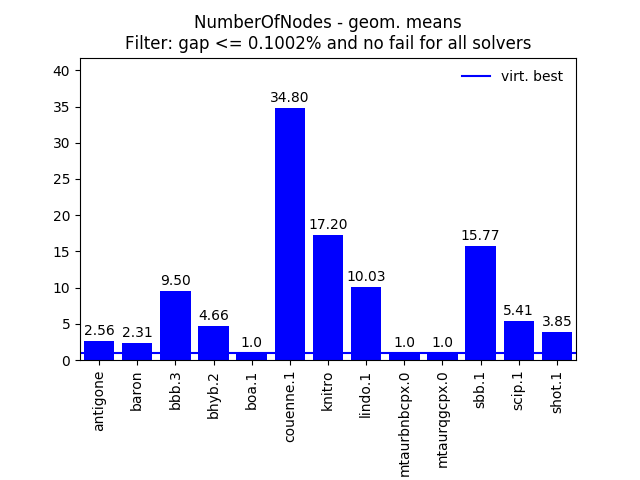 NumberOfNodes - geom. means
Filter: gap <= 0.1002% and no fail for all solvers
virt. best
40
35
30
25
20
15
10
5
0
2.56
2.31
9.50
4.66
1.0
34.80
17.20
10.03
1.0
1.0
15.77
5.41
3.85
antigone
baron
bbb.3
bhyb.2
boa.1
couenne.1
knitro
lindo.1
mtaurbnbcpx.0
mtaurqgcpx.0
sbb.1
scip.1
shot.1